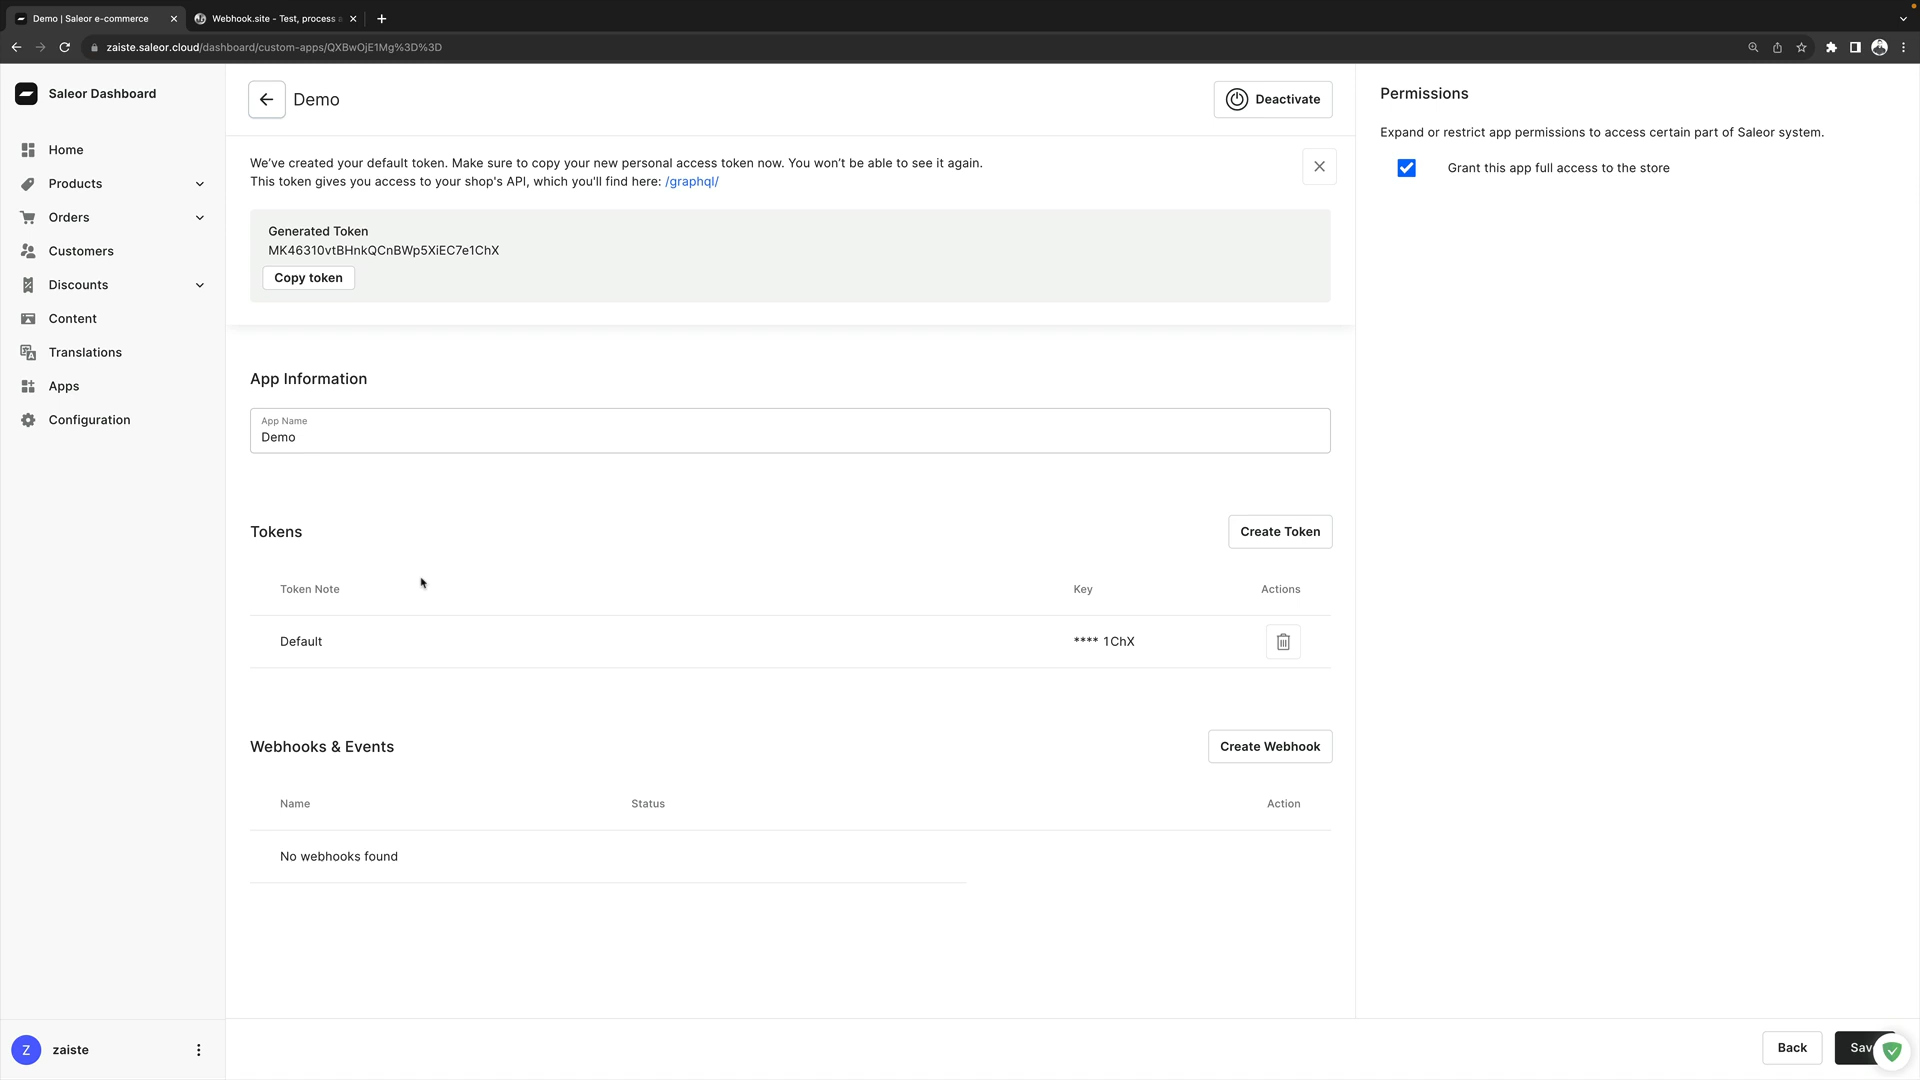 Demo | Saleor e-commerce
Webhook.site - Test, process a
zaiste.saleor.cloud/dashboard/custom-apps/QXBwOjE1Mg%3D%3D
Saleor Dashboard
Home
Products
Orders
Customers
Discounts
Content
Translations
Apps
Configuration
Z
zaiste
Demo
Deactivate
We've created your default token. Make sure to copy your new personal access token now. You won't be able to see it again.
This token gives you access to your shop's API, which you'll find here: /graphql/
Generated Token
MK46310vtBHnkQCnBWp5XiEC7e1ChX
Copy token
App Information
App Name
Demo
Tokens
Create Token
Token Note Key Actions
Default **** 1ChX
Webhooks & Events
Create Webhook
Name Status Action
No webhooks found
Permissions
Expand or restrict app permissions to access certain part of Saleor system.
Grant this app full access to the store
Back
Sav